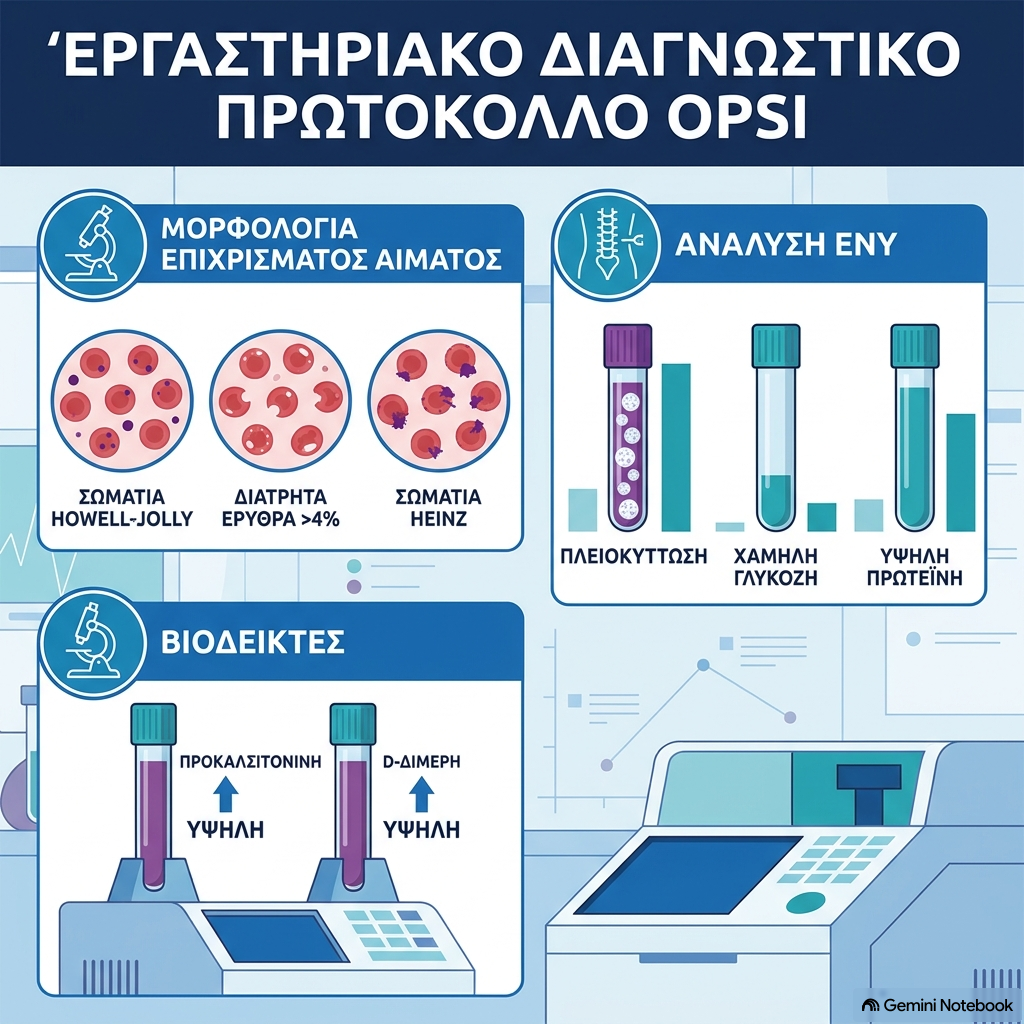 ‘ΕΡΓΑΣΤΗΡΙΑΚΟ ΔΙΑΓΝΩΣΤΙΚΟ
ΠΡΩΤΟΚΟΛΛΟ OPSI
ΜΟΡΦΟΛΟΓΙΑ
ΕΠΙΧΡΙΣΜΑΤΟΣ ΑΙΜΑΤΟΣ
ΣΩΜΑΤΙΑ
HOWELL-JOLLY
ΔΙΑΤΡΗΤΑ
ΕΡΥΘΡΑ >4%
ΣΩΜΑΤΙΑ
HEINZ
ΑΝΑΛΥΣΗ ΕΝΥ
ΠΛΕΙΟΚΥΤΤΩΣΗ
ΧΑΜΗΛΗ
ΓΛΥΚΟΖΗ
ΥΨΗΛΗ
ΠΡΩΤΕΪΝΗ
ΒΙΟΔΕΙΚΤΕΣ
ΠΡΟΚΑΛΣΙΤΟΝΙΝΗ
ΥΨΗΛΗ
D-ΔΙΜΕΡΗ
ΥΨΗΛΗ
Gemini Notebook